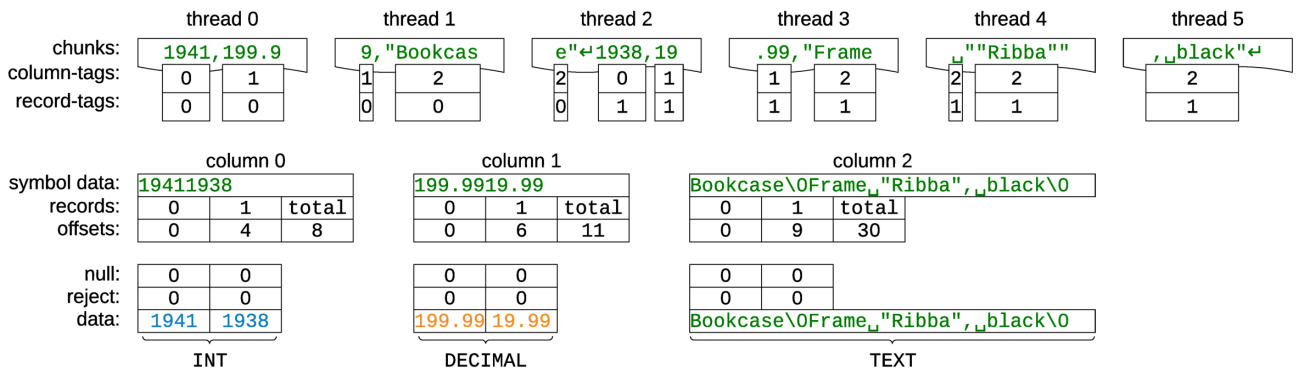 thread 0 thread 1 thread 2 thread 3 thread 4 thread 5
chunks: 1941,199.9 9,"Bookcas e"↵1938,19 .99,"Frame ␣""Ribba"" ,␣black"↵
column-tags: 0 1 1 2 2 0 1 1 2 2 2 2
record-tags: 0 0 0 0 0 1 1 1 1 1 1 1
column 0 column 1 column 2
symbol data: 19411938 199.9919.99 Bookcase\0Frame␣"Ribba",␣black\0
records: 0 1 total 0 1 total 0 1 total
offsets: 0 4 8 0 6 11 0 9 30
null: 0 0 0 0 0 0
reject: 0 0 0 0 0 0
data: 1941 1938 199.99 19.99 Bookcase\0Frame␣"Ribba",␣black\0
INT DECIMAL TEXT